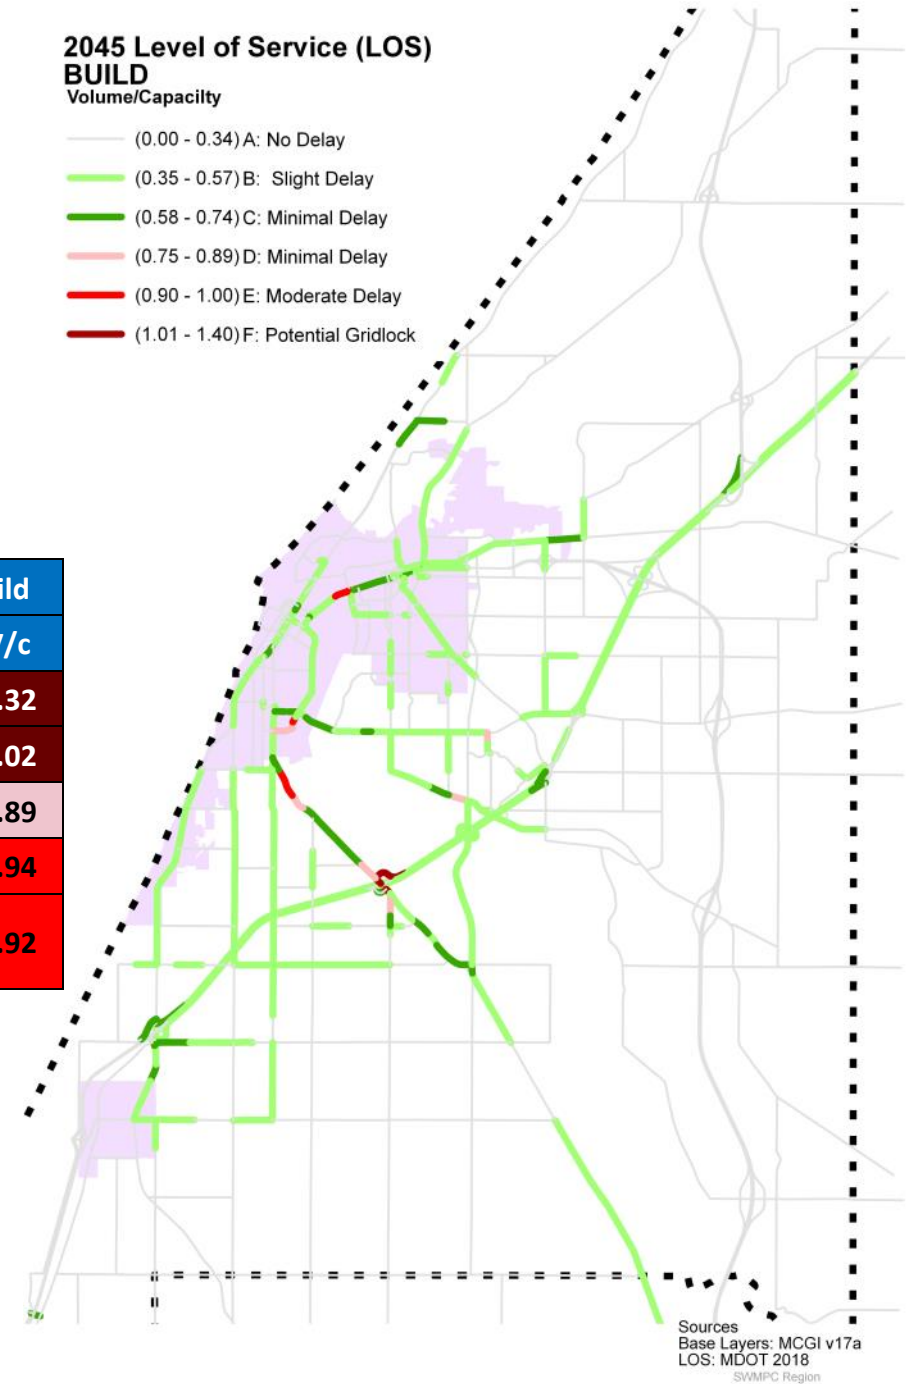 2045 Level of Service (LOS)
BUILD
Volume/Capacilty
(0.00 - 0.34) A: No Delay
(0.35 - 0.57) B: Slight Delay
(0.58 - 0.74) C: Minimal Delay
(0.75 - 0.89) D: Minimal Delay
(0.90 - 1.00) E: Moderate Delay
(1.01 - 1.40) F: Potential Gridlock
ild
/c
.32
.02
.89
.94
.92
Sources
Base Layers: MCGI v17a
LOS: MDOT 2018
SWMPC Region